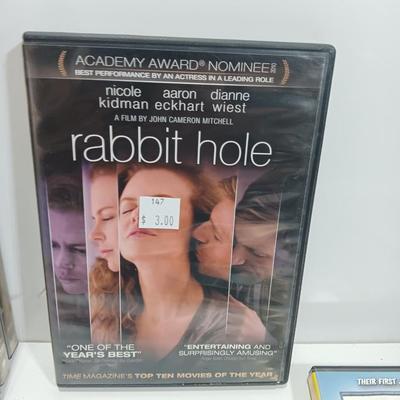 ACADEMY AWARD® NOMINEE 2010
BEST PERFORMANCE BY AN ACTRESS IN A LEADING ROLE
nicole aaron dianne
kidman eckhart wiest
A FILM BY JOHN CAMERON MITCHELL
rabbit hole
147
$ 3.00
"ONE OF THE
YEAR'S BEST"
"ENTERTAINING AND
SURPRISINGLY AMUSING"
TIME MAGAZINE'S TOP TEN MOVIES OF THE YEAR
THEIR FIRST